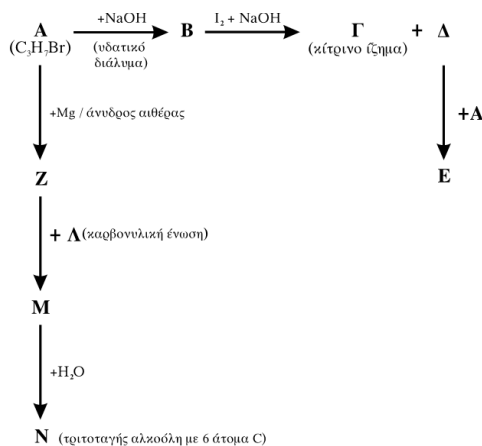 Α +NaOH Β I₂ + NaOH Γ + Δ
(C₃H₇Br) (υδατικό διάλυμα) (κίτρινο ίζημα)
+Mg / άνυδρος αιθέρας +Α
Ζ Ε
+ Λ(καρβονυλική ένωση)
Μ
+H₂O
Ν (τριτοταγής αλκοόλη με 6 άτομα C)